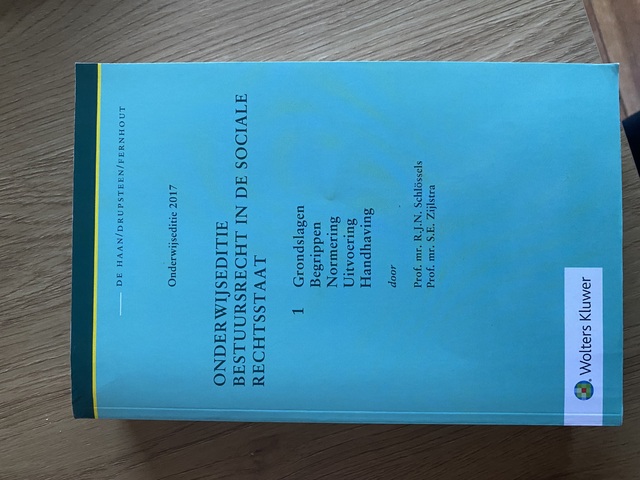 DE HAAN/DRUPSTEEN/FERNHOUT
Onderwijseditie 2017
ONDERWIJSEDITIE
BESTUURSRECHT IN DE SOCIALE
RECHTSSTAAT
1 Grondslagen
Begrippen
Normering
Uitvoering
Handhaving
door
Prof. mr. R.J.N. Schlössels
Prof. mr. S.E. Zijlstra
Wolters Kluwer